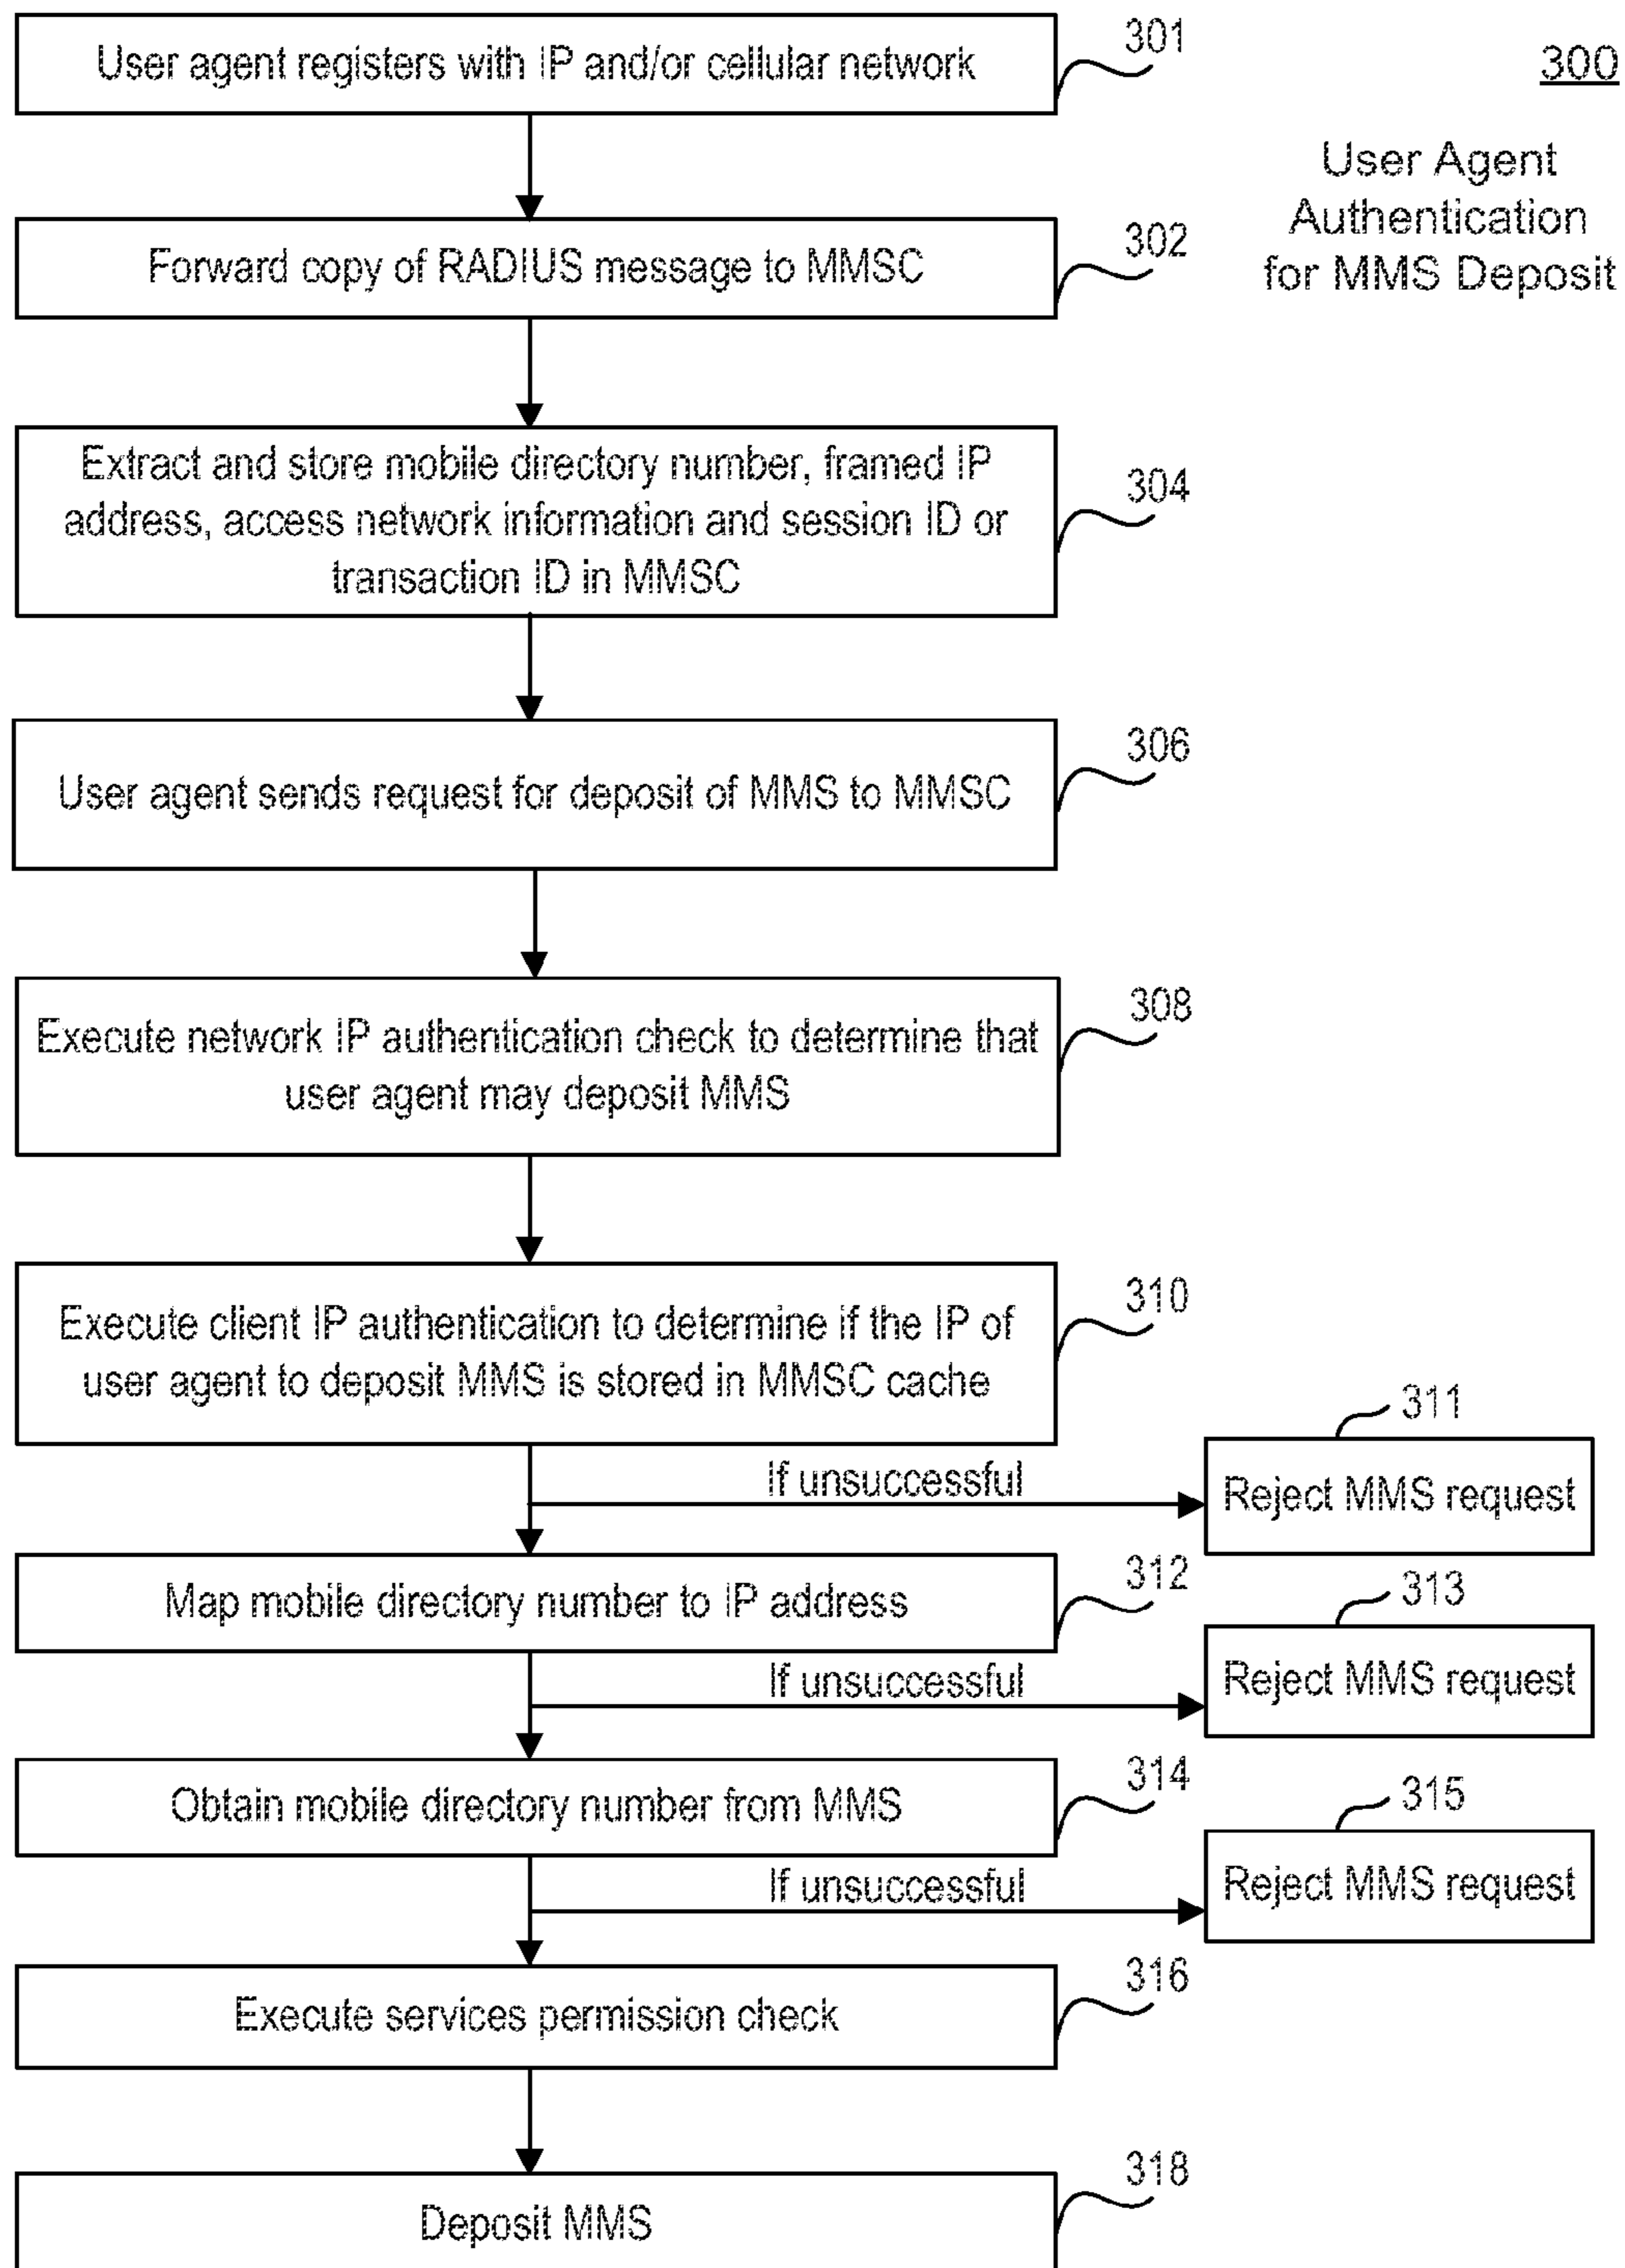 User agent registers with IP and/or cellular network
301
300
User Agent
Authentication
for MMS Deposit
Forward copy of RADIUS message to MMSC
302
Extract and store mobile directory number, framed IP
address, access network information and session ID or
transaction ID in MMSC
304
User agent sends request for deposit of MMS to MMSC
306
Execute network IP authentication check to determine that
user agent may deposit MMS
308
Execute client IP authentication to determine if the IP of
user agent to deposit MMS is stored in MMSC cache
310
If unsuccessful
311
Reject MMS request
Map mobile directory number to IP address
312
If unsuccessful
313
Reject MMS request
Obtain mobile directory number from MMS
314
If unsuccessful
315
Reject MMS request
Execute services permission check
316
Deposit MMS
318